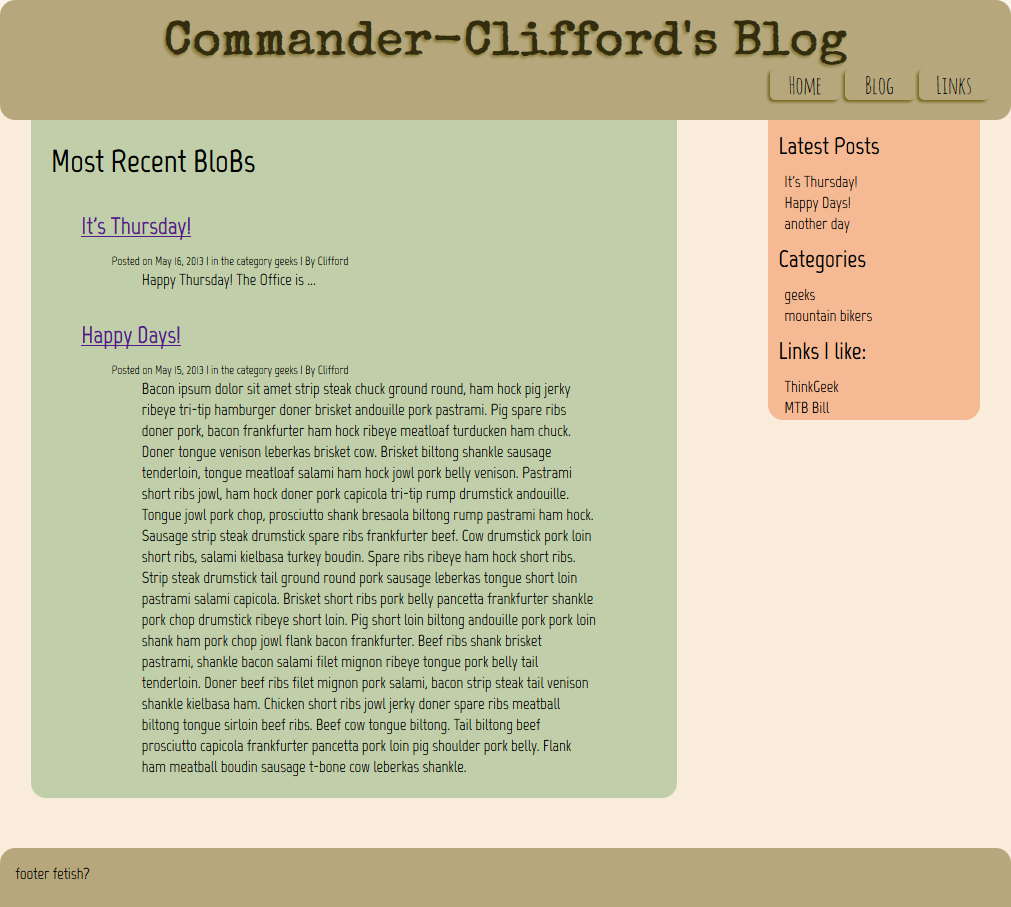 Commander-Clifford's Blog
Home Blog Links
Most Recent BloBs
It's Thursday!
Posted on May 16, 2013 | in the category geeks | By Clifford
Happy Thursday! The Office is ...
Happy Days!
Posted on May 15, 2013 | in the category geeks | By Clifford
Bacon ipsum dolor sit amet strip steak chuck ground round, ham hock pig jerky
ribeye tri-tip hamburger doner brisket andouille pork pastrami. Pig spare ribs
doner pork, bacon frankfurter ham hock ribeye meatloaf turducken ham chuck.
Doner tongue venison leberkas brisket cow. Brisket biltong shankle sausage
tenderloin, tongue meatloaf salami ham hock jowl pork belly venison. Pastrami
short ribs jowl, ham hock doner pork capicola tri-tip rump drumstick andouille.
Tongue jowl pork chop, prosciutto shank bresaola biltong rump pastrami ham hock.
Sausage strip steak drumstick spare ribs frankfurter beef. Cow drumstick pork loin
short ribs, salami kielbasa turkey boudin. Spare ribs ribeye ham hock short ribs.
Strip steak drumstick tail ground round pork sausage leberkas tongue short loin
pastrami salami capicola. Brisket short ribs pork belly pancetta frankfurter shankle
pork chop drumstick ribeye short loin. Pig short loin biltong andouille pork pork loin
shank ham pork chop jowl flank bacon frankfurter. Beef ribs shank brisket
pastrami, shankle bacon salami filet mignon ribeye tongue pork belly tail
tenderloin. Doner beef ribs filet mignon pork salami, bacon strip steak tail venison
shankle kielbasa ham. Chicken short ribs jowl jerky doner spare ribs meatball
biltong tongue sirloin beef ribs. Beef cow tongue biltong. Tail biltong beef
prosciutto capicola frankfurter pancetta pork loin pig shoulder pork belly. Flank
ham meatball boudin sausage t-bone cow leberkas shankle.
Latest Posts
It's Thursday!
Happy Days!
another day
Categories
geeks
mountain bikers
Links I like:
ThinkGeek
MTB Bill
footer fetish?